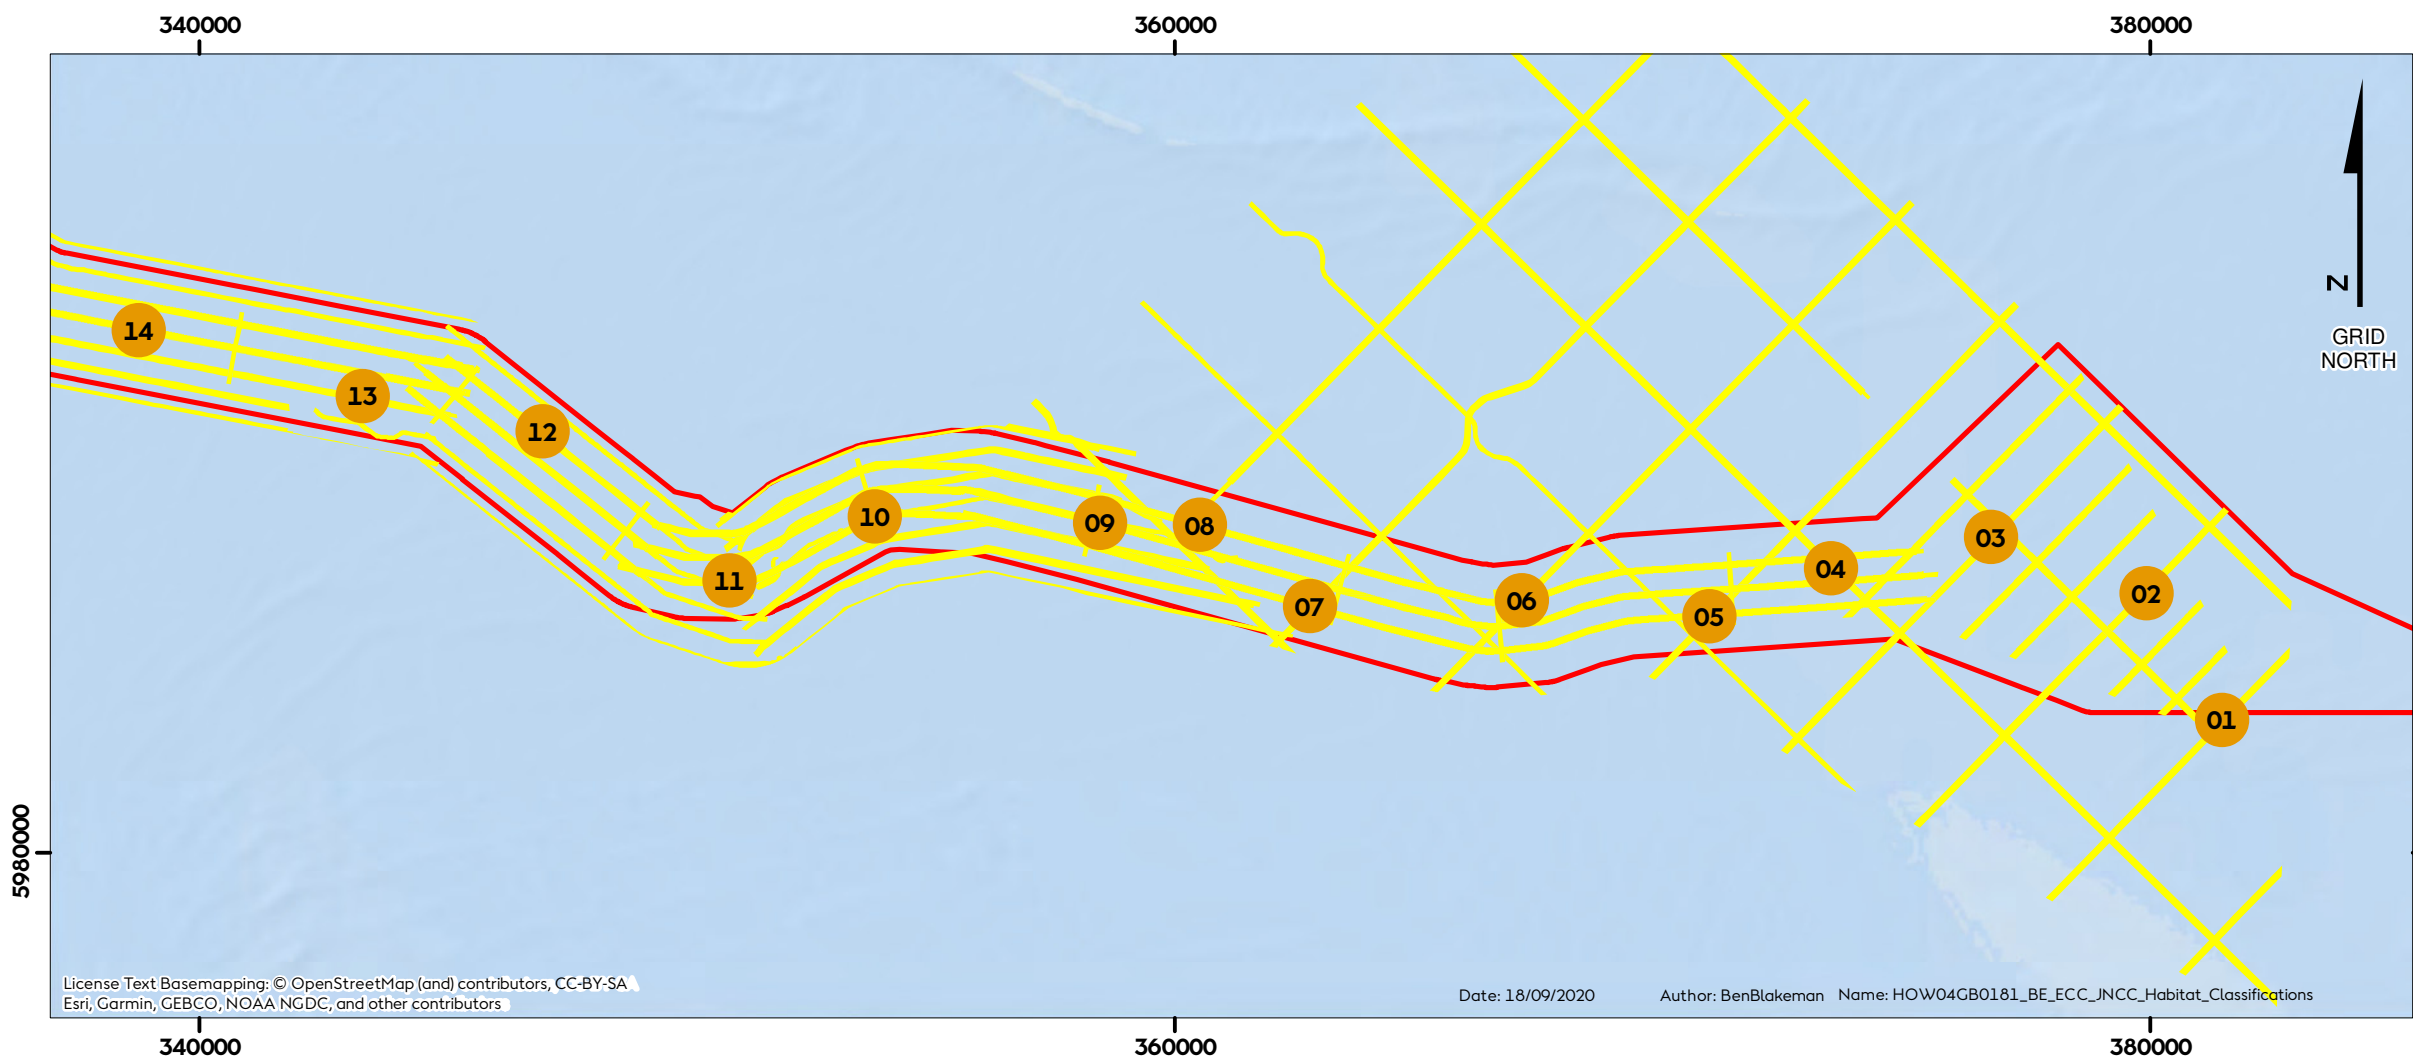 340000 360000 380000
N
GRID
NORTH
14
13
12
11
10
09
08
07
06
05
04
03
02
01
5980000
License Text Basemapping: © OpenStreetMap (and) contributors, CC-BY-SA
Esri, Garmin, GEBCO, NOAA NGDC, and other contributors
Date: 18/09/2020 Author: BenBlakeman Name: HOW04GB0181_BE_ECC_JNCC_Habitat_Classifications
340000 360000 380000